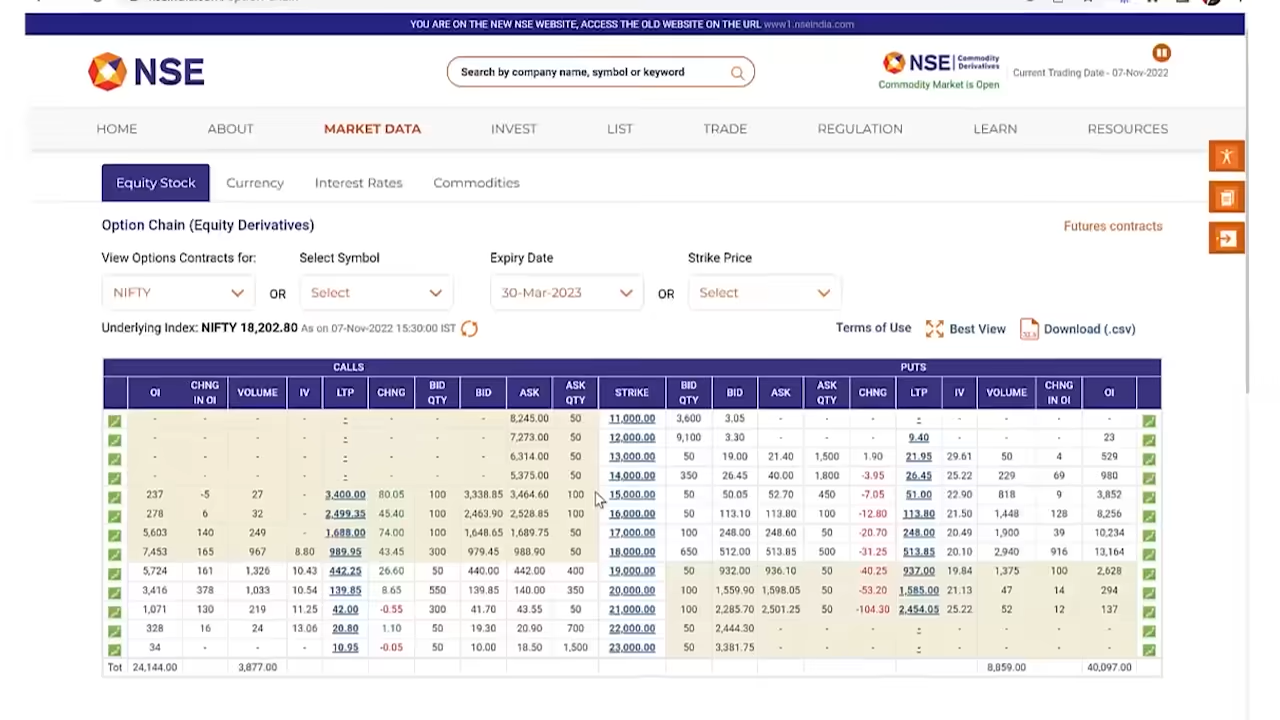 YOU ARE ON THE NEW NSE WEBSITE, ACCESS THE OLD WEBSITE ON THE URL www1.nseindia.com
NSE
Search by company name, symbol or keyword
NSE Commodity Derivatives
Commodity Market is Open
Current Trading Date - 07-Nov-2022
HOME ABOUT MARKET DATA INVEST LIST TRADE REGULATION LEARN RESOURCES
Equity Stock Currency Interest Rates Commodities
Option Chain (Equity Derivatives) Futures contracts
View Options Contracts for: Select Symbol Expiry Date Strike Price
NIFTY OR Select 30-Mar-2023 OR Select
Underlying Index: NIFTY 18,202.80 As on 07-Nov-2022 15:30:00 IST Terms of Use Best View Download (.csv)
CALLS PUTS
OI CHNG IN OI VOLUME IV LTP CHNG BID QTY BID ASK ASK QTY STRIKE BID QTY BID ASK ASK QTY CHNG LTP IV VOLUME CHNG IN OI OI
- - - - - - - - 8,245.00 50 11,000.00 3,600 3.05 - - - - - - - -
- - - - - - - - 7,273.00 50 12,000.00 9,100 3.30 - - - 9.40 - - - 23
- - - - - - - - 6,314.00 50 13,000.00 50 19.00 21.40 1,500 1.90 21.95 29.61 50 4 529
- - - - - - - - 5,375.00 50 14,000.00 350 26.45 40.00 1,800 -3.95 26.45 25.22 229 69 980
237 -5 27 - 3,400.00 80.05 100 3,338.85 3,464.60 100 15,000.00 50 50.05 52.70 450 -7.05 51.00 22.90 818 9 3,852
278 6 32 - 2,499.35 45.40 100 2,463.90 2,528.85 100 16,000.00 50 113.10 113.80 100 -12.80 113.80 21.50 1,448 128 8,256
5,603 140 249 - 1,688.00 74.00 100 1,648.65 1,689.75 50 17,000.00 100 248.00 248.60 50 -20.70 248.00 20.49 1,900 39 10,234
7,453 165 967 8.80 989.95 43.45 300 979.45 988.90 50 18,000.00 650 512.00 513.85 500 -31.25 513.85 20.10 2,940 916 13,164
5,724 161 1,326 10.43 442.25 26.60 50 440.00 442.00 400 19,000.00 50 932.00 936.10 50 -40.25 937.00 19.84 1,375 100 2,628
3,416 378 1,033 10.54 139.85 8.65 550 139.85 140.00 350 20,000.00 100 1,559.90 1,598.05 50 -53.20 1,585.00 21.13 47 14 294
1,071 130 219 11.25 42.00 -0.55 300 41.70 43.55 50 21,000.00 100 2,285.70 2,501.25 50 -104.30 2,454.05 25.22 52 12 137
328 16 24 13.06 20.80 1.10 50 19.30 20.90 700 22,000.00 50 2,444.30 - - - - - - - -
34 - - - 10.95 -0.05 50 10.00 18.50 1,500 23,000.00 50 3,381.75 - - - - - - - -
Tot 24,144.00 3,877.00 8,859.00 40,097.00